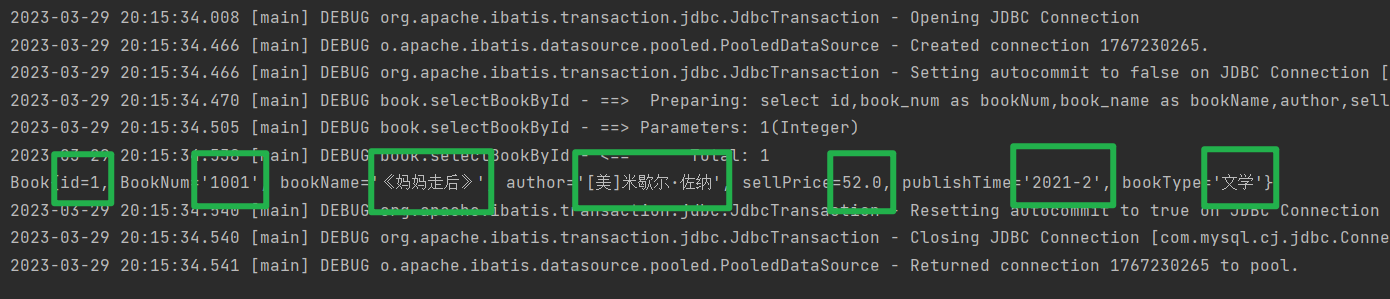 2023-03-29 20:15:34.008 [main] DEBUG org.apache.ibatis.transaction.jdbc.JdbcTransaction - Opening JDBC Connection
2023-03-29 20:15:34.466 [main] DEBUG o.apache.ibatis.datasource.pooled.PooledDataSource - Created connection 1767230265.
2023-03-29 20:15:34.466 [main] DEBUG org.apache.ibatis.transaction.jdbc.JdbcTransaction - Setting autocommit to false on JDBC Connection [
2023-03-29 20:15:34.470 [main] DEBUG book.selectBookById - ==>  Preparing: select id,book_num as bookNum,book_name as bookName,author,sell
2023-03-29 20:15:34.505 [main] DEBUG book.selectBookById - ==> Parameters: 1(Integer)
2023-03-29 20:15:34.538 [main] DEBUG book.selectBookById - <==      Total: 1
Book{id=1, BookNum='1001', bookName='《妈妈走后》', author='[美]米歇尔·佐纳', sellPrice=52.0, publishTime='2021-2', bookType='文学'}
2023-03-29 20:15:34.540 [main] DEBUG org.apache.ibatis.transaction.jdbc.JdbcTransaction - Resetting autocommit to true on JDBC Connection
2023-03-29 20:15:34.540 [main] DEBUG org.apache.ibatis.transaction.jdbc.JdbcTransaction - Closing JDBC Connection [com.mysql.cj.jdbc.Conne
2023-03-29 20:15:34.541 [main] DEBUG o.apache.ibatis.datasource.pooled.PooledDataSource - Returned connection 1767230265 to pool.